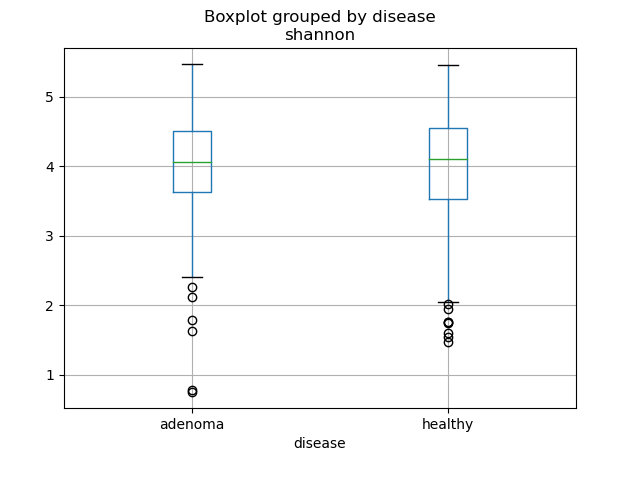 Boxplot grouped by disease
shannon
5
4
3
2
1
adenoma
healthy
disease